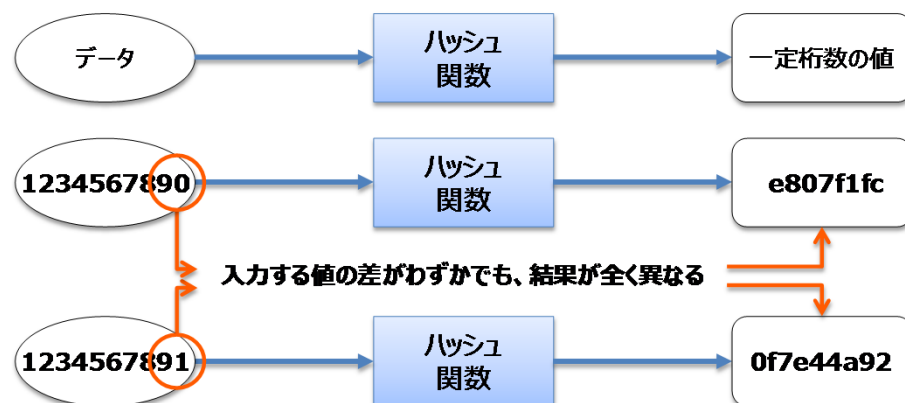 データ
ハッシュ
関数
一定桁数の値
1234567890
ハッシュ
関数
e807f1fc
入力する値の差がわずかでも、結果が全く異なる
1234567891
ハッシュ
関数
0f7e44a92